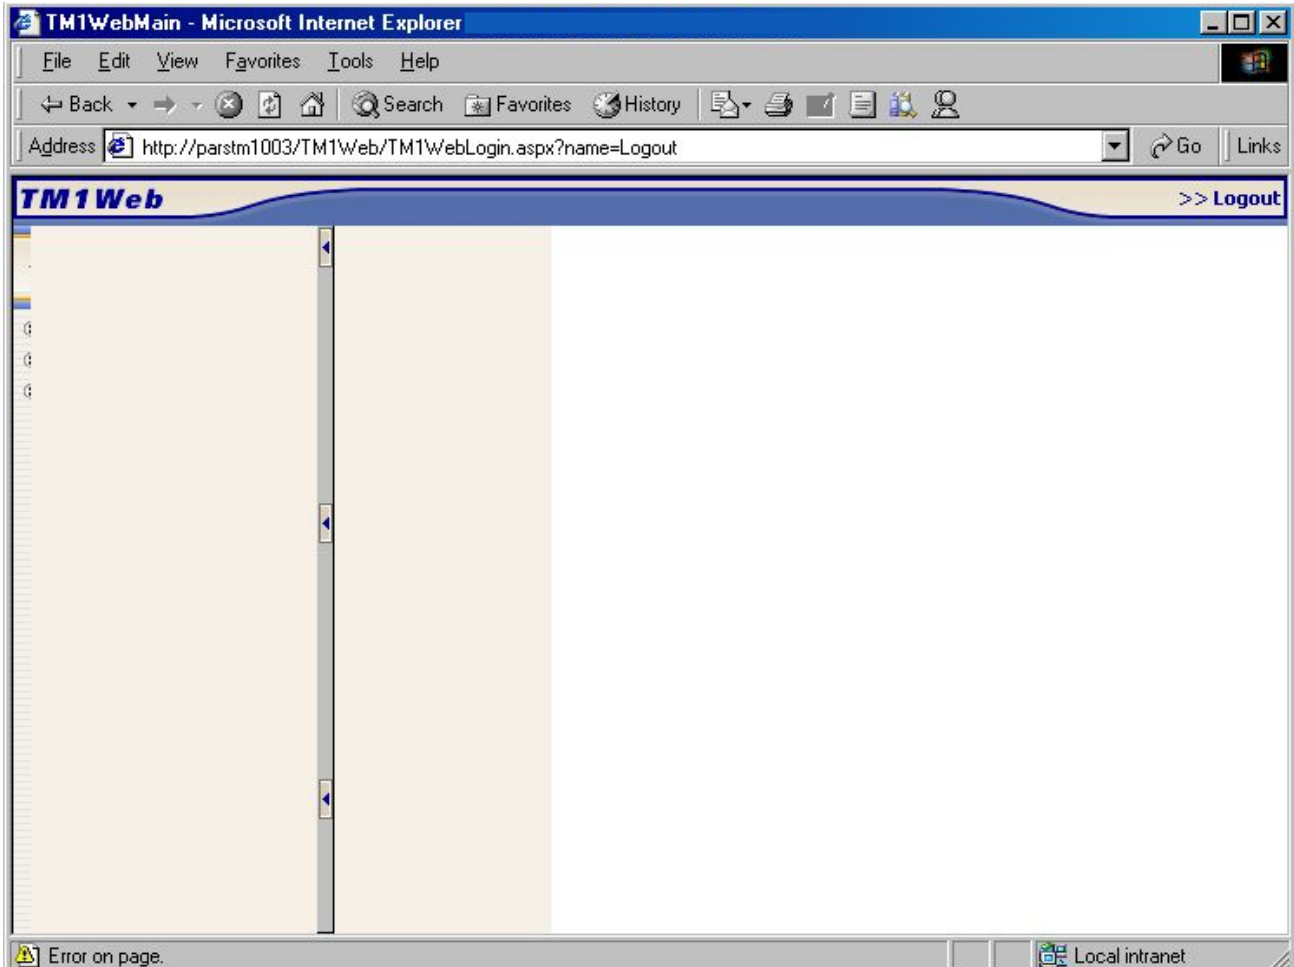 TM1WebMain - Microsoft Internet Explorer
File Edit View Favorites Tools Help
Back Search Favorites History
Address http://parstm1003/TM1Web/TM1WebLogin.aspx?name=Logout Go Links
TM1Web >> Logout
Error on page. Local intranet